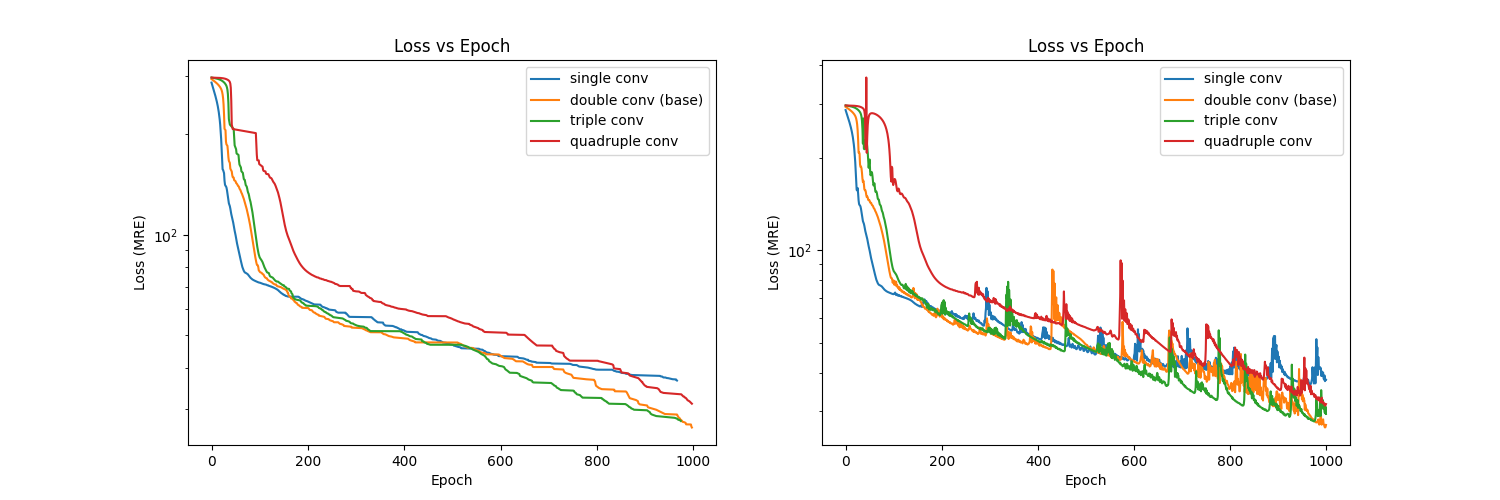 Loss vs Epoch
Loss (MRE)
10²
single conv
double conv (base)
triple conv
quadruple conv
0 200 400 600 800 1000
Epoch
Loss vs Epoch
Loss (MRE)
10²
single conv
double conv (base)
triple conv
quadruple conv
0 200 400 600 800 1000
Epoch